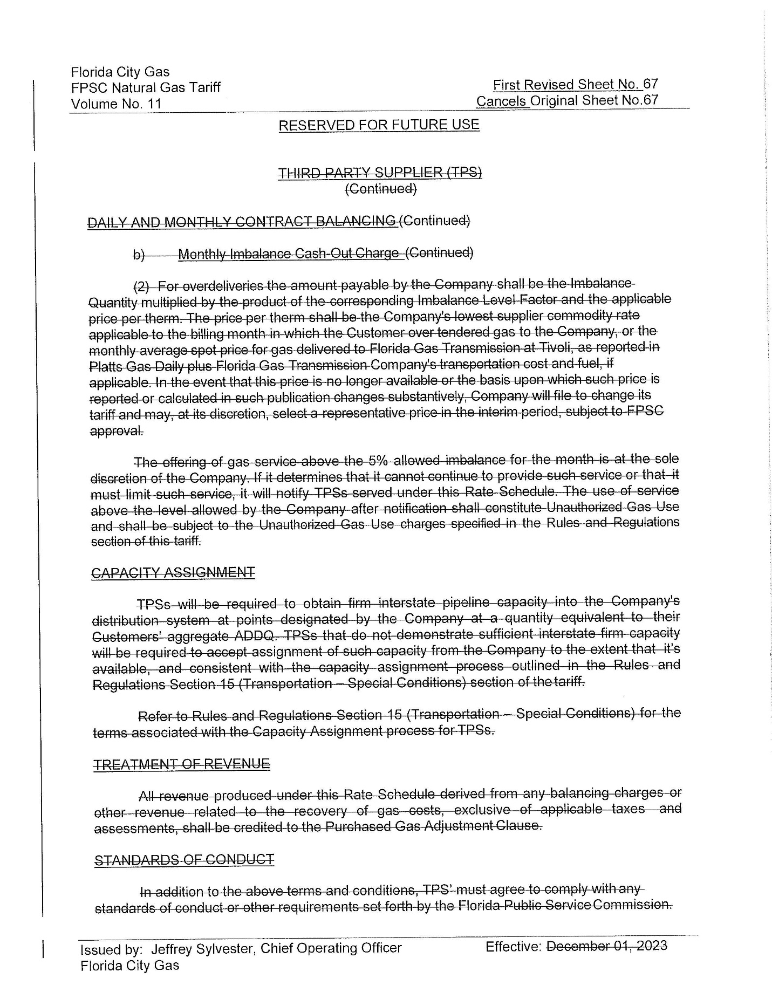 Florida City Gas
FPSC Natural Gas Tariff
Volume No. 11
First Revised Sheet No. 67
Cancels Original Sheet No.67
RESERVED FOR FUTURE USE
THIRD PARTY SUPPLIER (TPS)
(Continued)
DAILY AND MONTHLY CONTRACT BALANCING (Continued)
b) Monthly Imbalance Cash-Out Charge (Continued)
(2) For overdeliveries the amount payable by the Company shall be the Imbalance
Quantity multiplied by the product of the corresponding Imbalance Level Factor and the applicable
price per therm. The price per therm shall be the Company's lowest supplier commodity rate
applicable to the billing month in which the Customer over tendered gas to the Company, or the
monthly average spot price for gas delivered to Florida Gas Transmission at Tivoli, as reported in
Platts Gas Daily plus Florida Gas Transmission Company's transportation cost and fuel, if
applicable. In the event that this price is no longer available or the basis upon which such price is
reported or calculated in such publication changes substantively, Company will file to change its
tariff and may, at its discretion, select a representative price in the interim period, subject to FPSC
approval.
The offering of gas service above the 5% allowed imbalance for the month is at the sole
discretion of the Company. If it determines that it cannot continue to provide such service or that it
must limit such service, it will notify TPSs served under this Rate Schedule. The use of service
above the level allowed by the Company after notification shall constitute Unauthorized Gas Use
and shall be subject to the Unauthorized Gas Use charges specified in the Rules and Regulations
section of this tariff.
CAPACITY ASSIGNMENT
TPSs will be required to obtain firm interstate pipeline capacity into the Company's
distribution system at points designated by the Company at a quantity equivalent to their
Customers' aggregate ADDQ. TPSs that do not demonstrate sufficient interstate firm capacity
will be required to accept assignment of such capacity from the Company to the extent that it's
available, and consistent with the capacity assignment process outlined in the Rules and
Regulations Section 15 (Transportation – Special Conditions) section of the tariff.
Refer to Rules and Regulations Section 15 (Transportation – Special Conditions) for the
terms associated with the Capacity Assignment process for TPSs.
TREATMENT OF REVENUE
All revenue produced under this Rate Schedule derived from any balancing charges or
other revenue related to the recovery of gas costs, exclusive of applicable taxes and
assessments, shall be credited to the Purchased Gas Adjustment Clause.
STANDARDS OF CONDUCT
In addition to the above terms and conditions, TPS' must agree to comply with any
standards of conduct or other requirements set forth by the Florida Public Service Commission.
Issued by: Jeffrey Sylvester, Chief Operating Officer
Florida City Gas
Effective: December 01, 2023